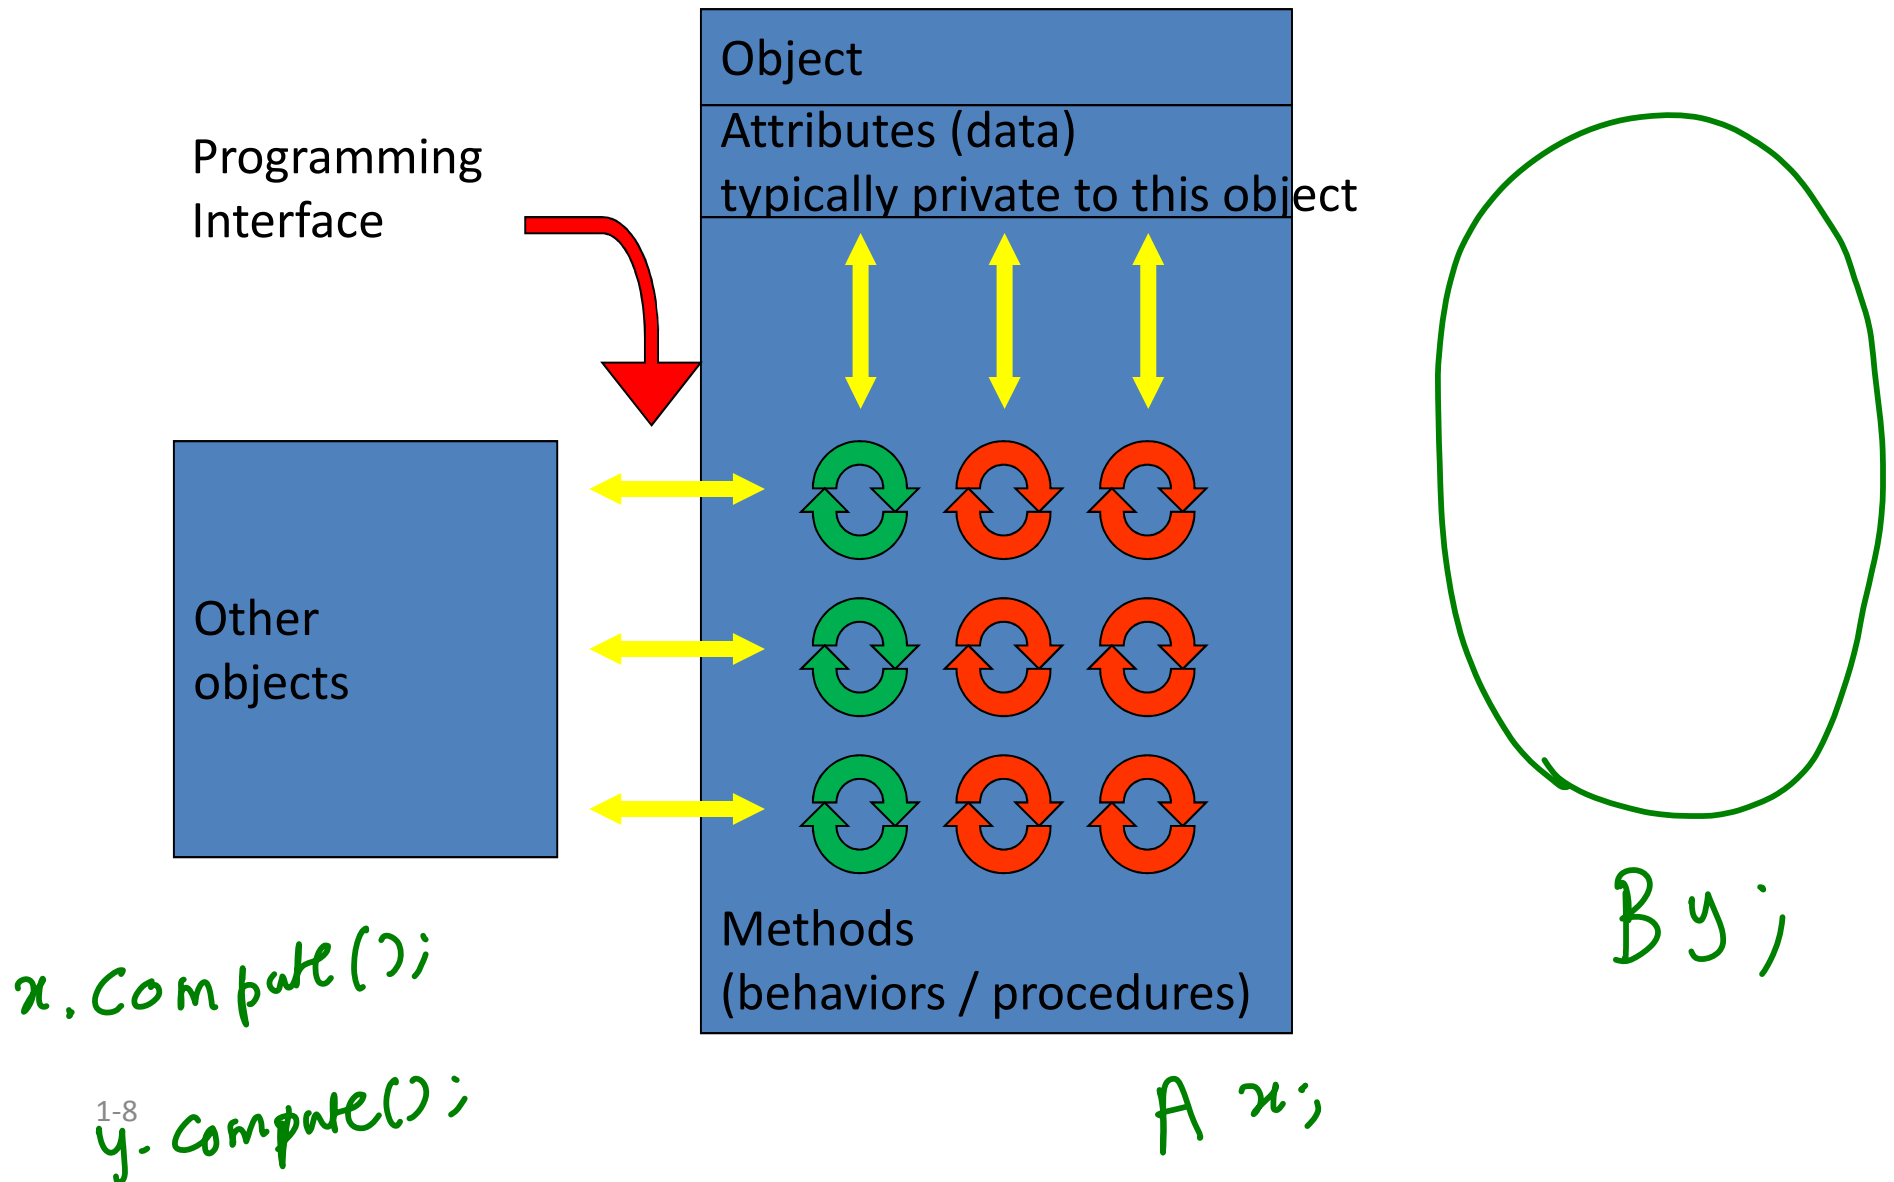 Object
Attributes (data)
typically private to this object
Programming
Interface
Other
objects
Methods
(behaviors / procedures)
B y;
x. Compute();
A x;
1-8
y. compute();